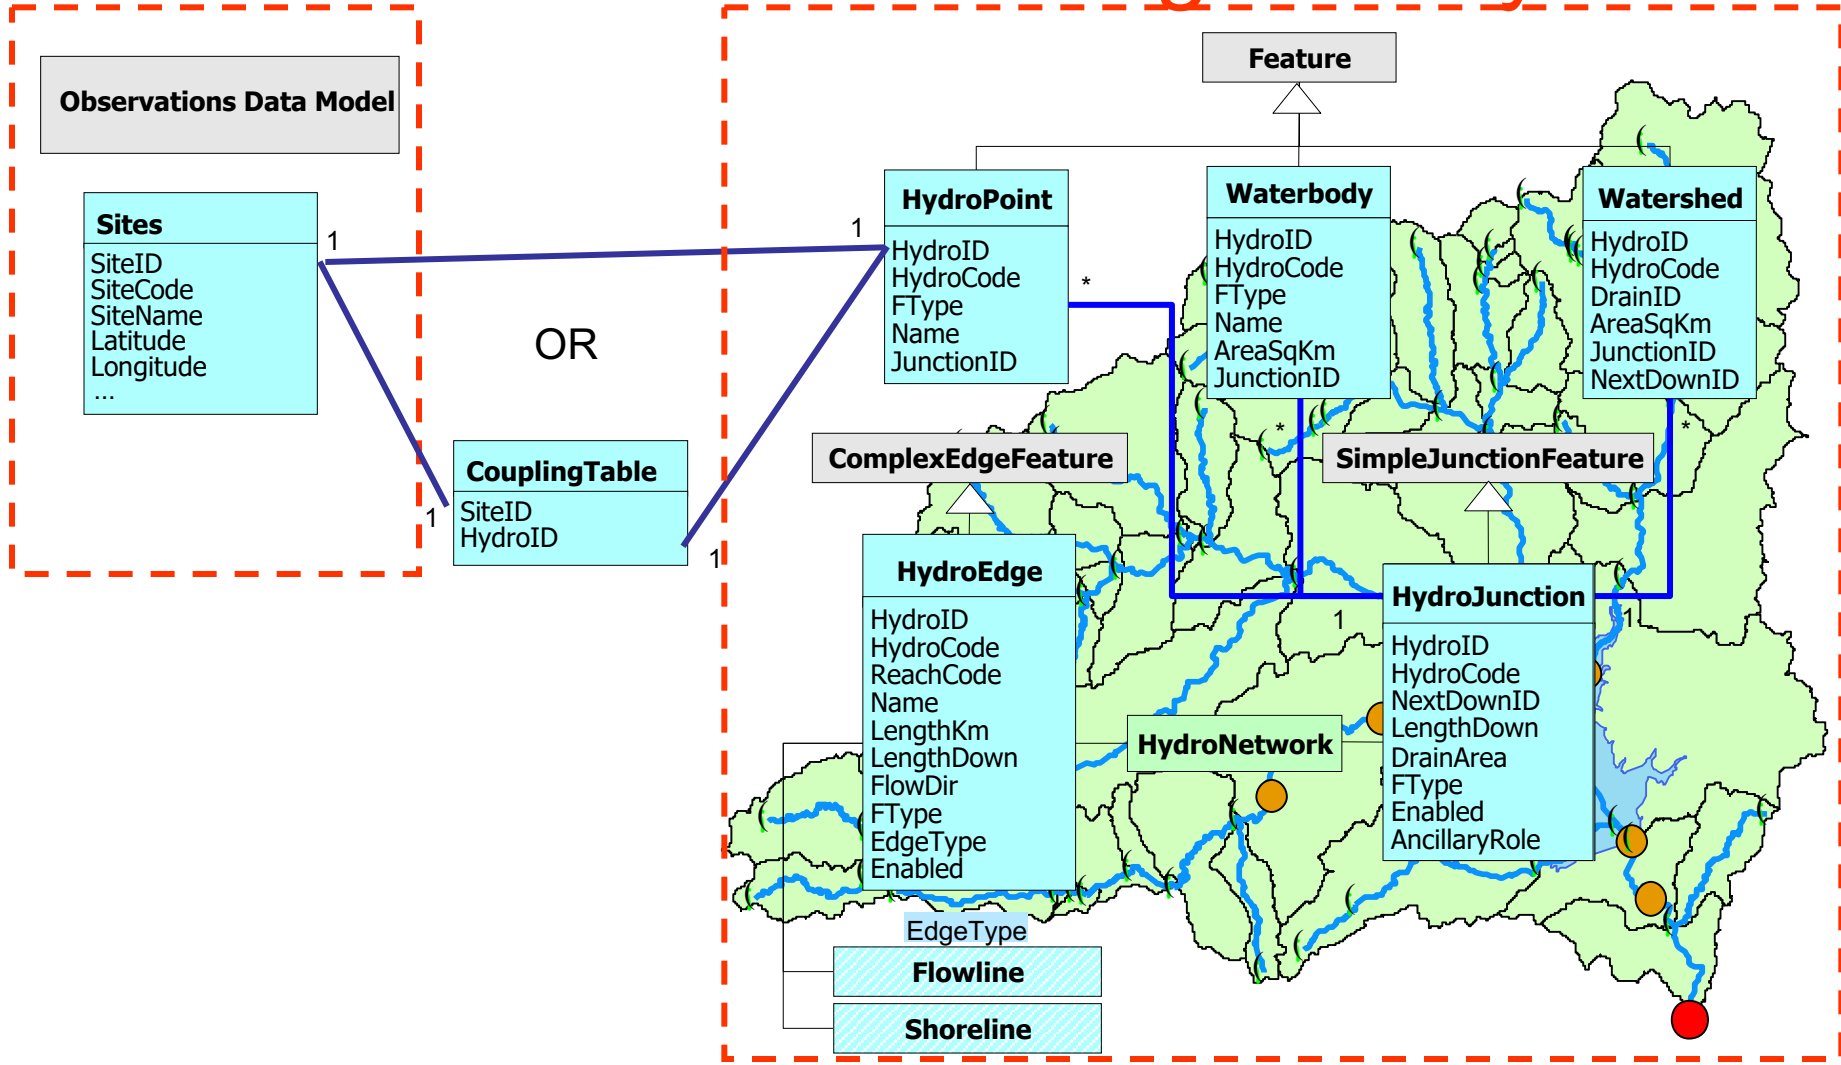 Observations Data Model
Sites
SiteID
SiteCode
SiteName
Latitude
Longitude
...
1
1
OR
CouplingTable
SiteID
HydroID
1
1
Feature
HydroPoint
HydroID
HydroCode
FType
Name
JunctionID
*
Waterbody
HydroID
HydroCode
FType
Name
AreaSqKm
JunctionID
*
Watershed
HydroID
HydroCode
DrainID
AreaSqKm
JunctionID
NextDownID
*
ComplexEdgeFeature
SimpleJunctionFeature
HydroEdge
HydroID
HydroCode
ReachCode
Name
LengthKm
LengthDown
FlowDir
FType
EdgeType
Enabled
HydroNetwork
HydroJunction
HydroID
HydroCode
NextDownID
LengthDown
DrainArea
FType
Enabled
AncillaryRole
1
1
EdgeType
Flowline
Shoreline